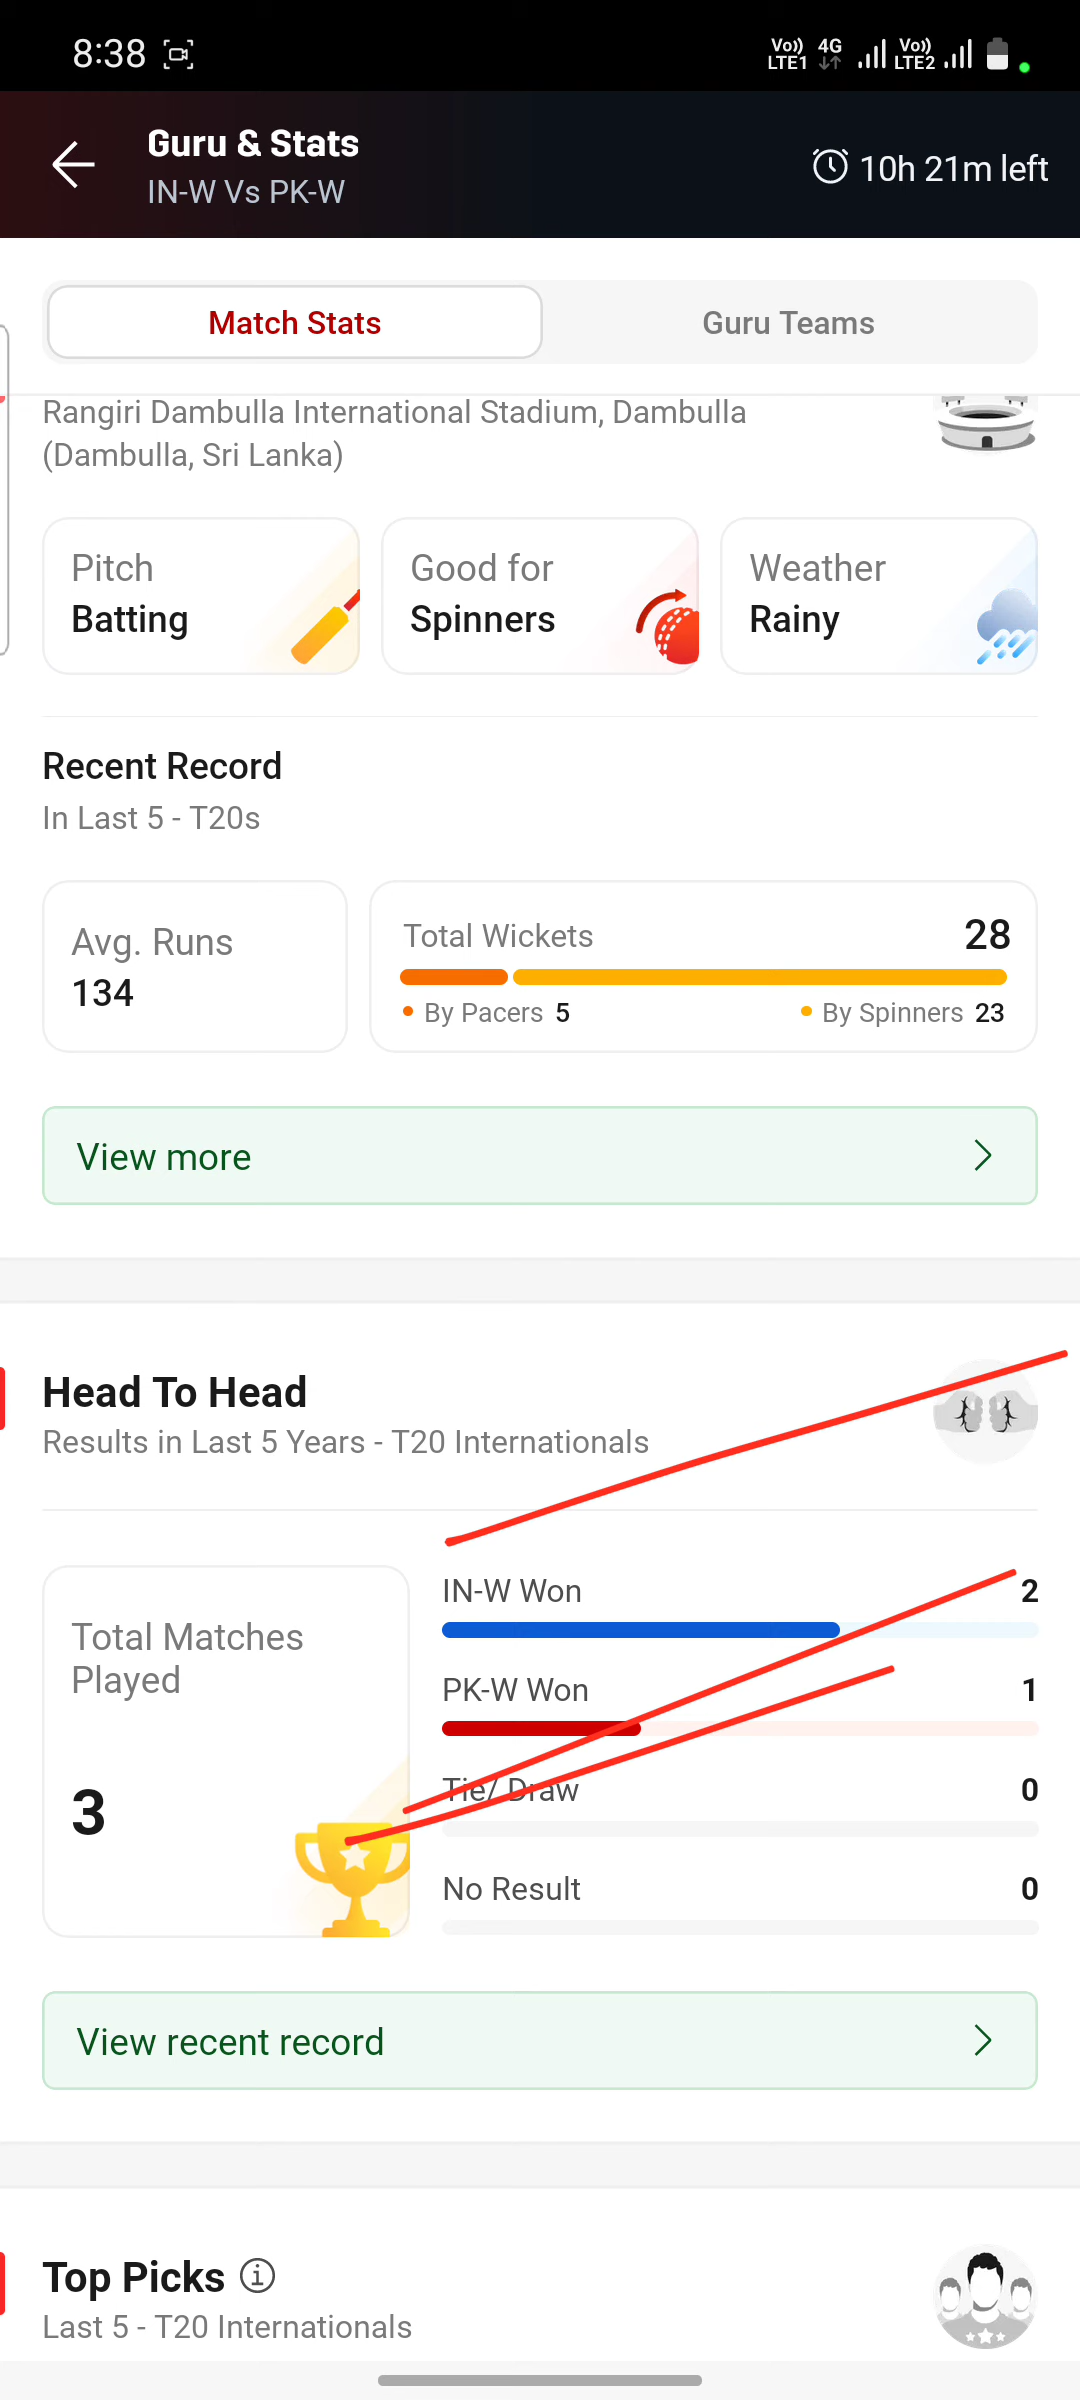 8:38
Vo)) LTE1 4G Vo)) LTE2
Guru & Stats
IN-W Vs PK-W
10h 21m left
Match Stats
Guru Teams
Rangiri Dambulla International Stadium, Dambulla
(Dambulla, Sri Lanka)
Pitch
Batting
Good for
Spinners
Weather
Rainy
Recent Record
In Last 5 - T20s
Avg. Runs
134
Total Wickets 28
By Pacers 5 By Spinners 23
View more
Head To Head
Results in Last 5 Years - T20 Internationals
Total Matches
Played
3
IN-W Won 2
PK-W Won 1
Tie/ Draw 0
No Result 0
View recent record
Top Picks
Last 5 - T20 Internationals